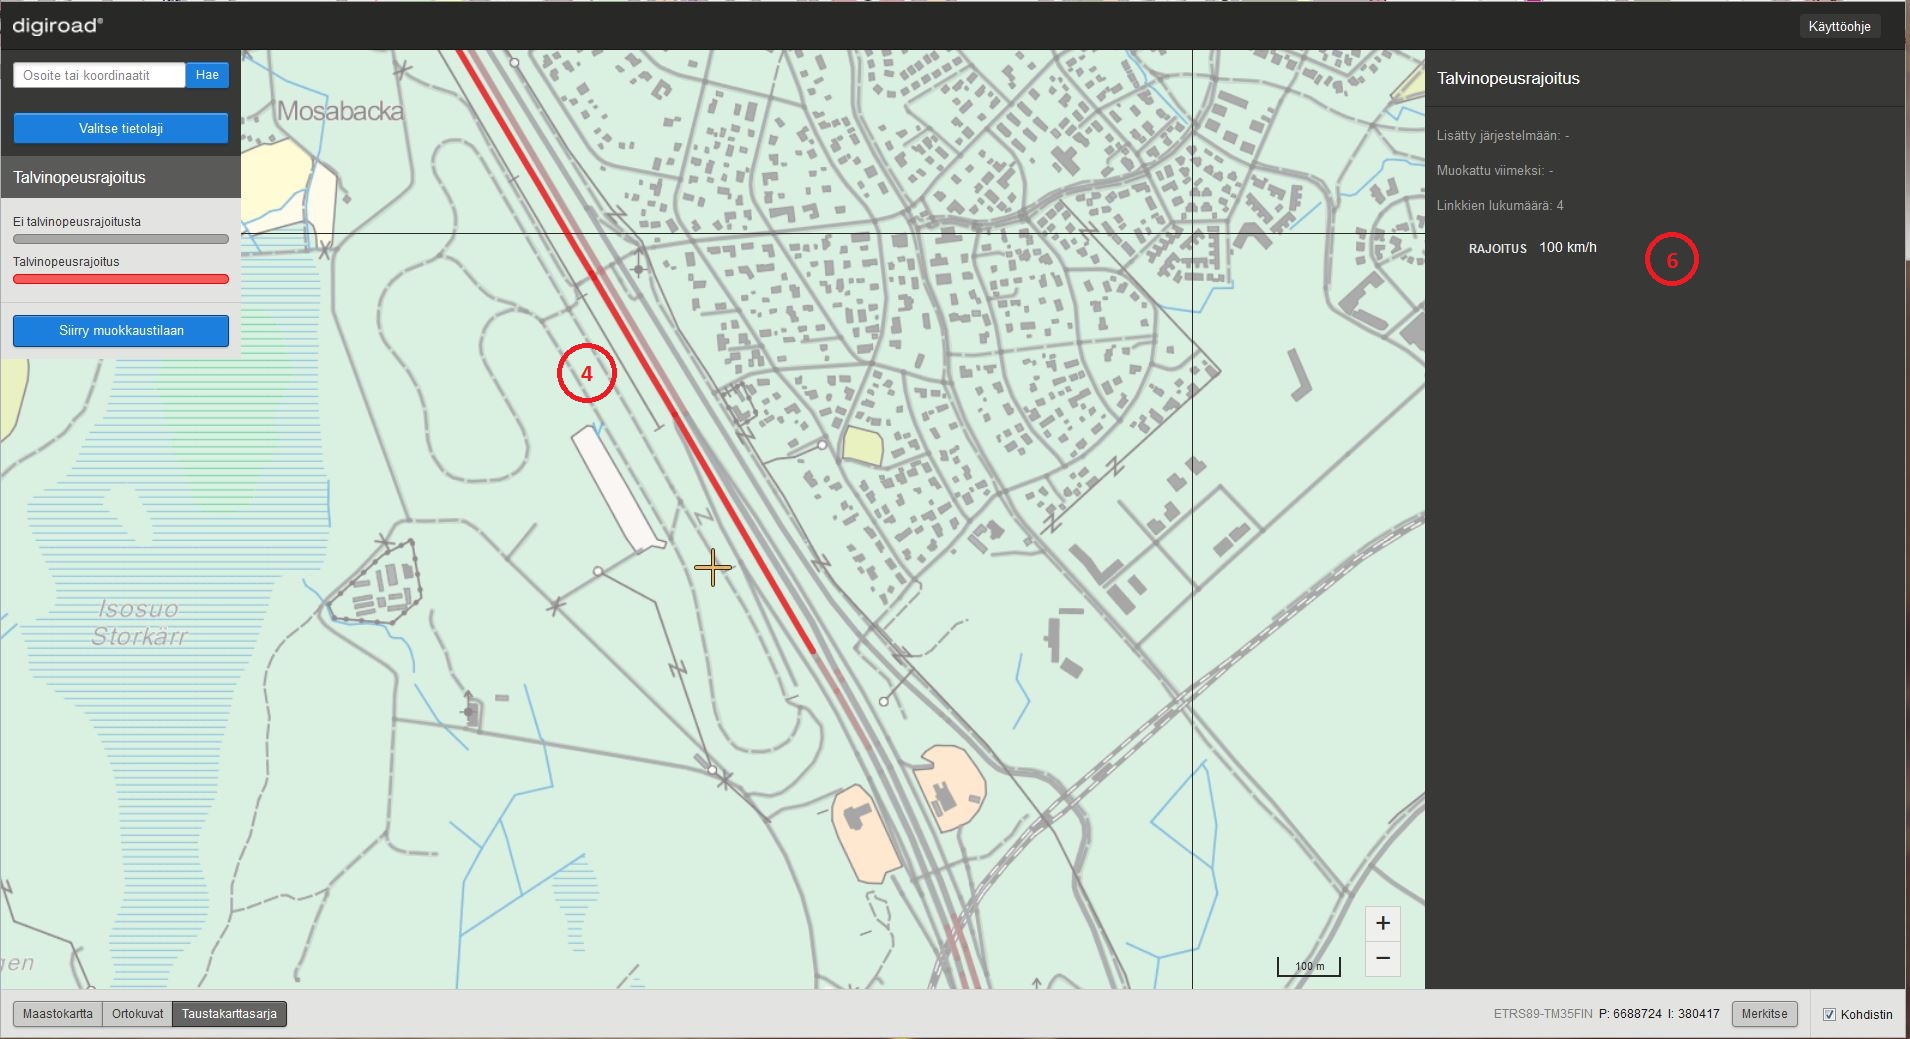 digiroad®
Käyttöohje
Osoite tai koordinaatit
Hae
Valitse tietolaji
Talvinopeusrajoitus
Ei talvinopeusrajoitusta
Talvinopeusrajoitus
Siirry muokkaustilaan
Mosabacka
4
Isosuo
Storkärr
100 m
+
−
Talvinopeusrajoitus
Lisätty järjestelmään: -
Muokattu viimeksi: -
Linkkien lukumäärä: 4
RAJOITUS 100 km/h
6
Maastokartta
Ortokuvat
Taustakarttasarja
ETRS89-TM35FIN P: 6688724 I: 380417
Merkitse
Kohdistin